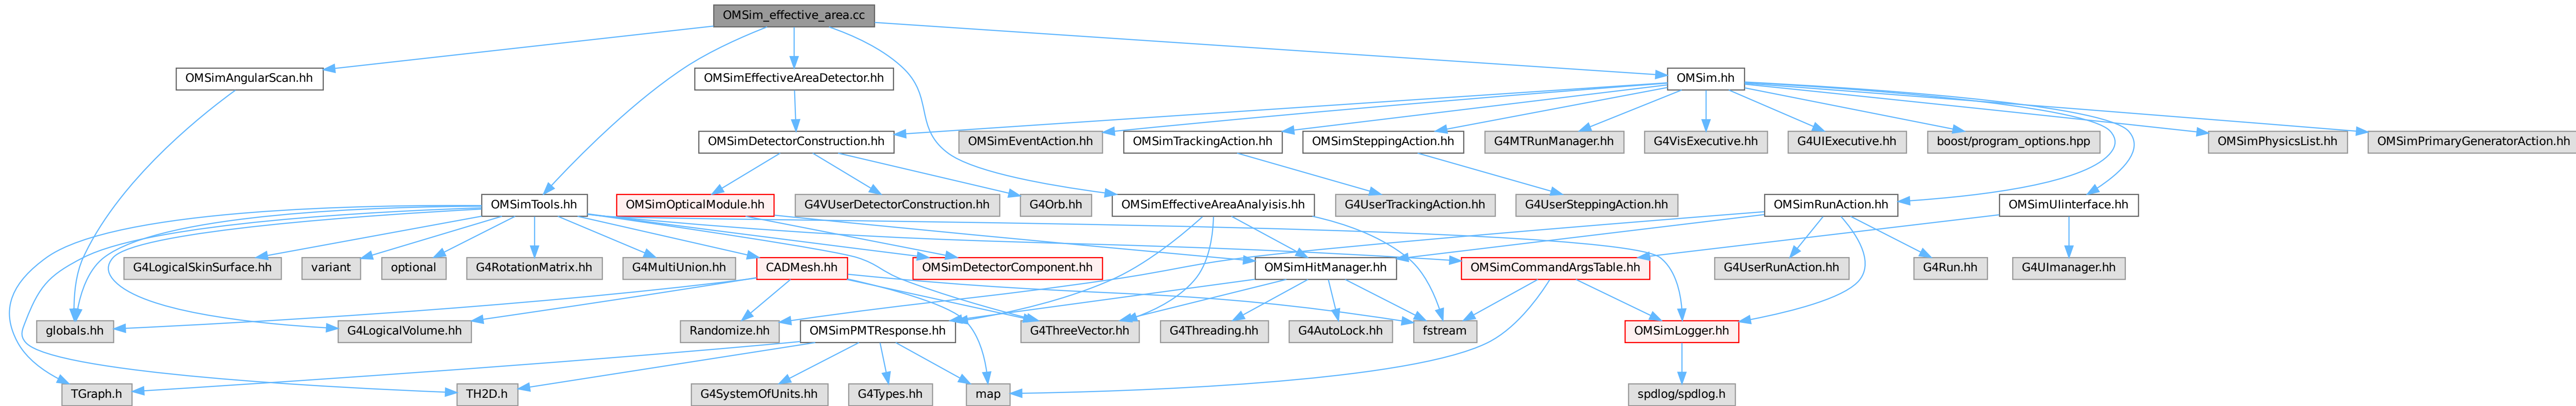 OMSim_effective_area.cc
OMSimAngularScan.hh
OMSimEffectiveAreaDetector.hh
OMSim.hh
OMSimDetectorConstruction.hh
OMSimEventAction.hh
OMSimTrackingAction.hh
OMSimSteppingAction.hh
G4MTRunManager.hh
G4VisExecutive.hh
G4UIExecutive.hh
boost/program_options.hpp
OMSimPhysicsList.hh
OMSimPrimaryGeneratorAction.hh
OMSimTools.hh
OMSimOpticalModule.hh
G4VUserDetectorConstruction.hh
G4Orb.hh
OMSimEffectiveAreaAnalyisis.hh
G4UserTrackingAction.hh
G4UserSteppingAction.hh
OMSimRunAction.hh
OMSimUIinterface.hh
G4LogicalSkinSurface.hh
variant
optional
G4RotationMatrix.hh
G4MultiUnion.hh
CADMesh.hh
OMSimDetectorComponent.hh
OMSimHitManager.hh
OMSimCommandArgsTable.hh
G4UserRunAction.hh
G4Run.hh
G4UImanager.hh
globals.hh
G4LogicalVolume.hh
Randomize.hh
OMSimPMTResponse.hh
G4ThreeVector.hh
G4Threading.hh
G4AutoLock.hh
fstream
OMSimLogger.hh
TGraph.h
TH2D.h
G4SystemOfUnits.hh
G4Types.hh
map
spdlog/spdlog.h